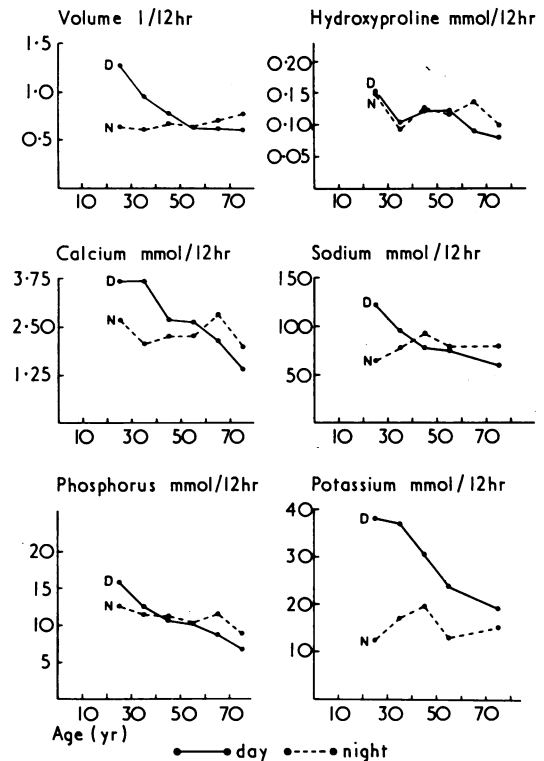 Volume l/12hr
1·5
1·0
0·5
D
N
10 30 50 70
Hydroxyproline mmol/12hr
0·20
0·15
0·10
0·05
D
N
10 30 50 70
Calcium mmol/12hr
3·75
2·50
1·25
D
N
10 30 50 70
Sodium mmol/12hr
150
100
50
D
N
10 30 50 70
Phosphorus mmol/12hr
20
15
10
5
D
N
10 30 50 70
Age (yr)
Potassium mmol/12hr
40
30
20
10
D
N
10 30 50 70
day night